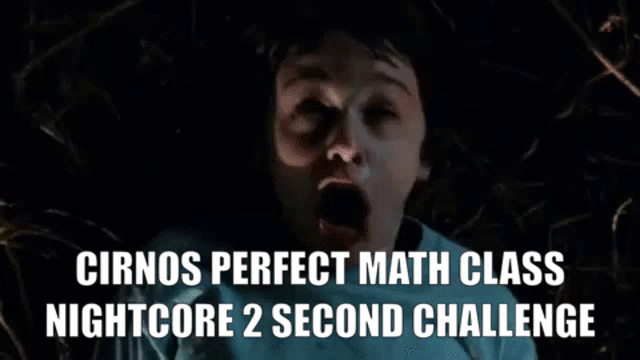 CIRNOS PERFECT MATH CLASS
NIGHTCORE 2 SECOND CHALLENGE